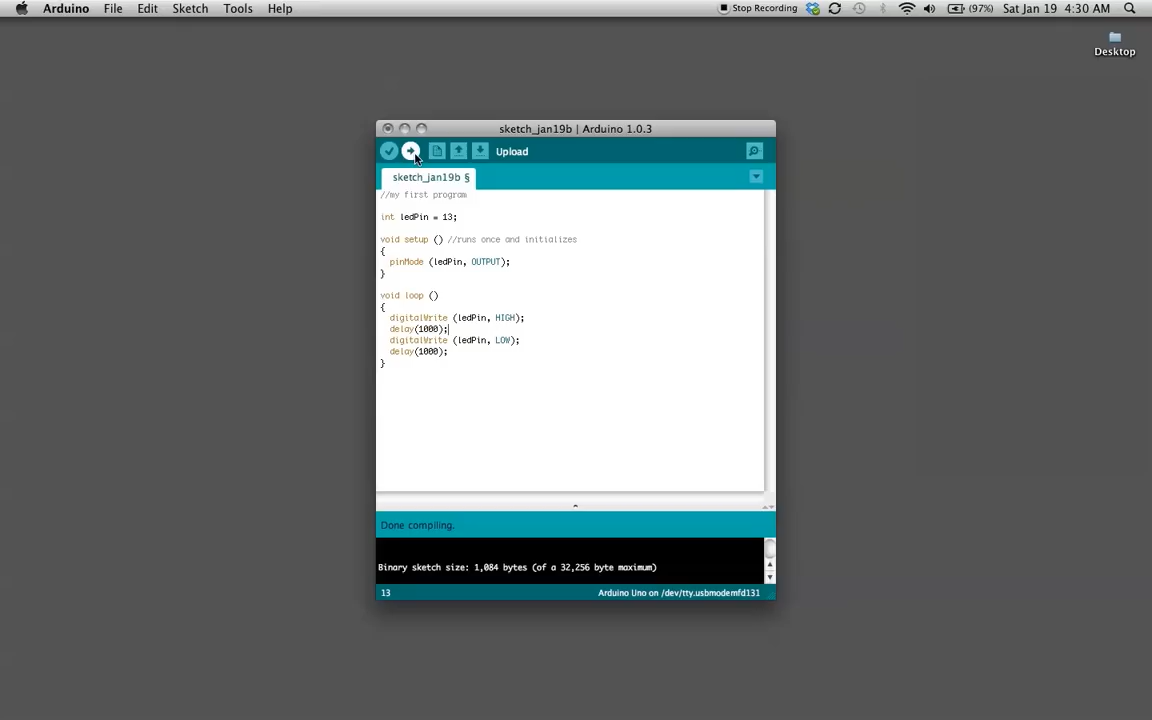 Arduino File Edit Sketch Tools Help Stop Recording (97%) Sat Jan 19 4:30 AM
Desktop
sketch_jan19b | Arduino 1.0.3
Upload
sketch_jan19b §
//my first program
int ledPin = 13;
void setup () //runs once and initializes
{
pinMode (ledPin, OUTPUT);
}
void loop ()
{
digitalWrite (ledPin, HIGH);
delay(1000);
digitalWrite (ledPin, LOW);
delay(1000);
}
Done compiling.
Binary sketch size: 1,084 bytes (of a 32,256 byte maximum)
13 Arduino Uno on /dev/tty.usbmodemfd131